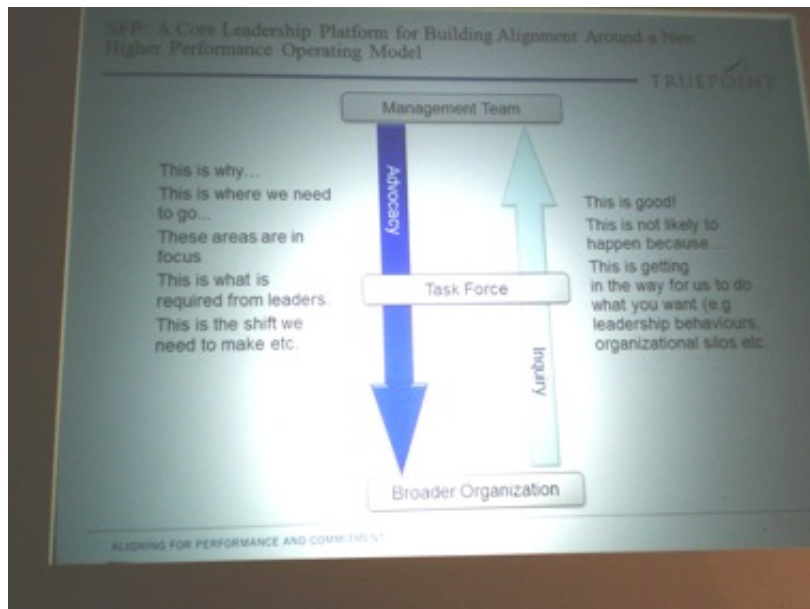 SFP: A Core Leadership Platform for Building Alignment Around a New
Higher Performance Operating Model
TRUEPOINT
Management Team
Advocacy
This is why...
This is where we need
to go...
These areas are in
focus
This is what is
required from leaders.
This is the shift we
need to make etc.
Task Force
This is good!
This is not likely to
happen because...
This is getting
in the way for us to do
what you want (e.g
leadership behaviours,
organizational silos etc.
Inquiry
Broader Organization
ALIGNING FOR PERFORMANCE AND COMMITMENT